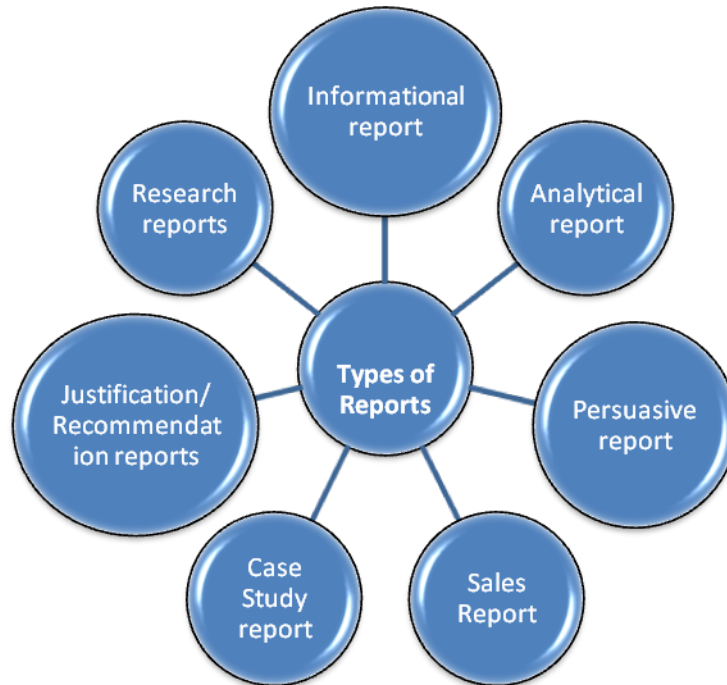 Informational
report
Analytical
report
Persuasive
report
Sales
Report
Case
Study
report
Justification/
Recommendat
ion reports
Research
reports
Types of
Reports